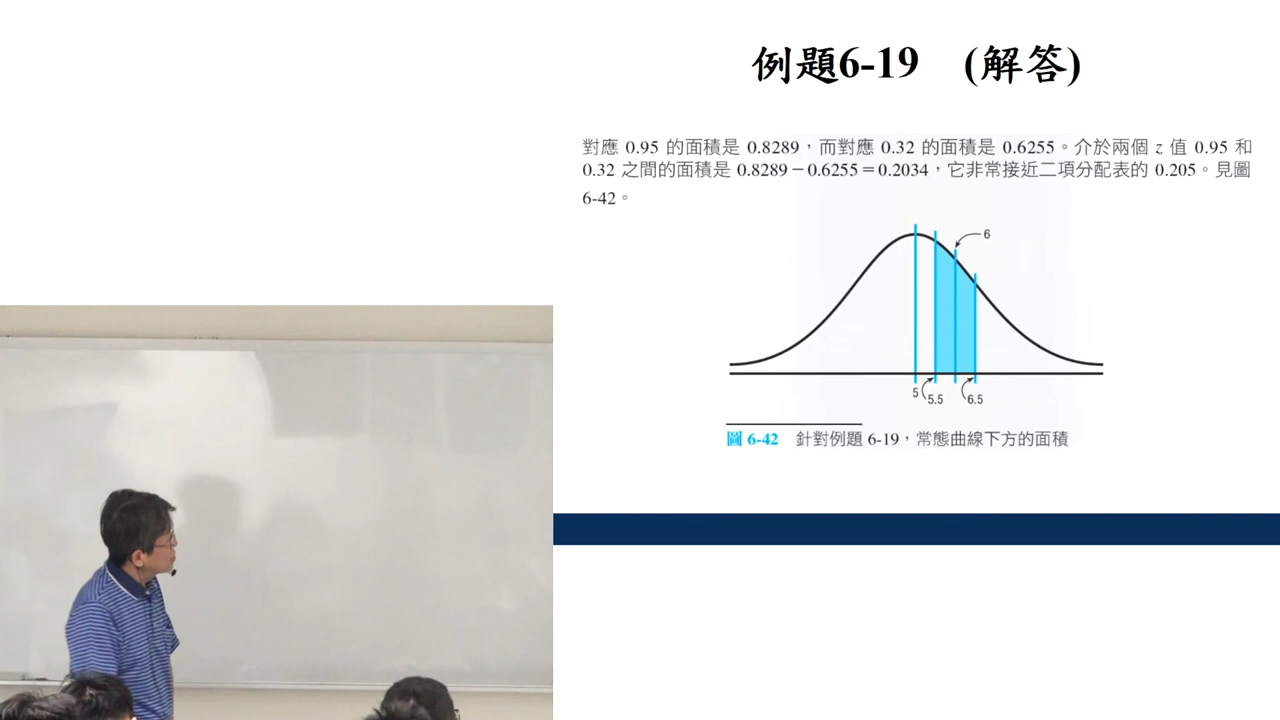 例題6-19 (解答)
對應 0.95 的面積是 0.8289,而對應 0.32 的面積是 0.6255。介於兩個 z 值 0.95 和
0.32 之間的面積是 0.8289－0.6255＝0.2034,它非常接近二項分配表的 0.205。見圖
6-42。
6
5
5.5
6.5
圖 6-42 針對例題 6-19,常態曲線下方的面積